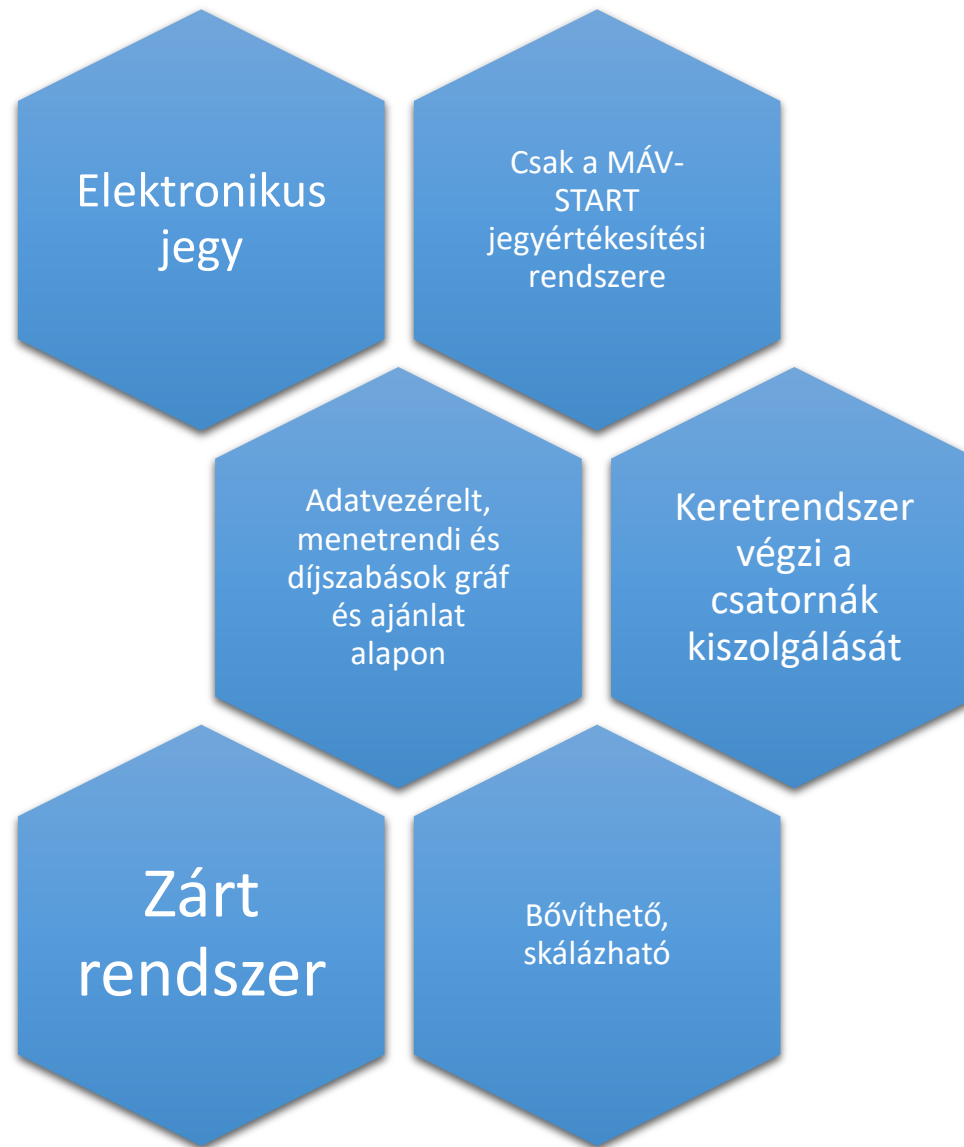 Elektronikus
jegy
Csak a MÁV-
START
jegyértékesítési
rendszere
Adatvezérelt,
menetrendi és
díjszabások gráf
és ajánlat
alapon
Keretrendszer
végzi a
csatornák
kiszolgálását
Zárt
rendszer
Bővíthető,
skálázható